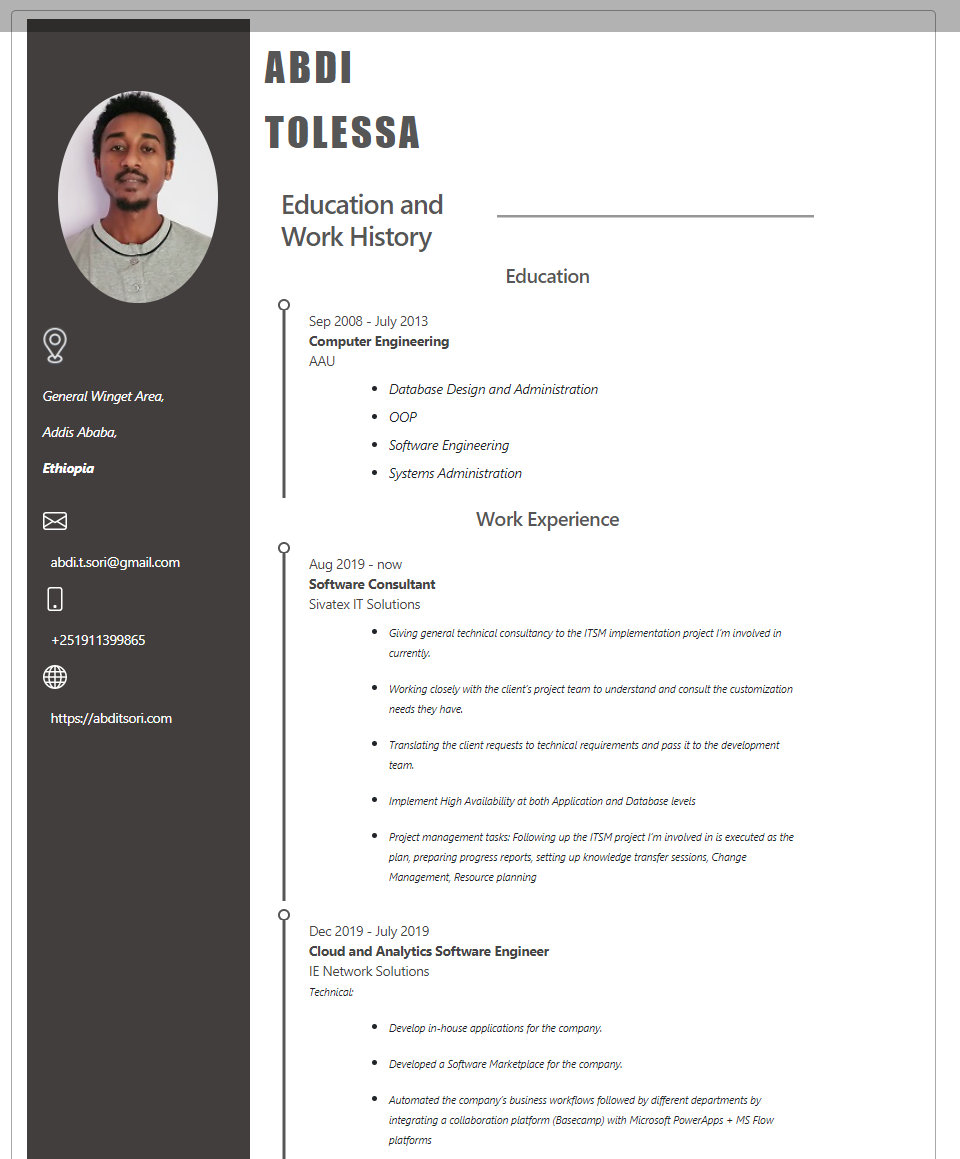 ABDI
TOLESSA
General Winget Area,
Addis Ababa,
Ethiopia
abdi.t.sori@gmail.com
+251911399865
https://abditsori.com
Education and
Work History
Education
Sep 2008 - July 2013
Computer Engineering
AAU
Database Design and Administration
OOP
Software Engineering
Systems Administration
Work Experience
Aug 2019 - now
Software Consultant
Sivatex IT Solutions
Giving general technical consultancy to the ITSM implementation project I'm involved in
currently.
Working closely with the client's project team to understand and consult the customization
needs they have.
Translating the client requests to technical requirements and pass it to the development
team.
Implement High Availability at both Application and Database levels
Project management tasks: Following up the ITSM project I'm involved in is executed as the
plan, preparing progress reports, setting up knowledge transfer sessions, Change
Management, Resource planning
Dec 2019 - July 2019
Cloud and Analytics Software Engineer
IE Network Solutions
Technical:
Develop in-house applications for the company.
Developed a Software Marketplace for the company.
Automated the company's business workflows followed by different departments by
integrating a collaboration platform (Basecamp) with Microsoft PowerApps + MS Flow
platforms